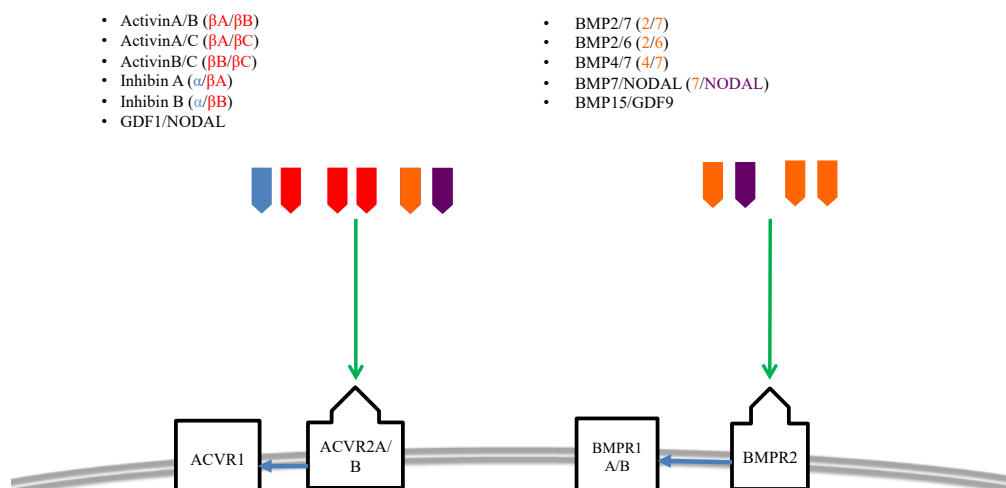 • ActivinA/B (βA/βB)
• ActivinA/C (βA/βC)
• ActivinB/C (βB/βC)
• Inhibin A (α/βA)
• Inhibin B (α/βB)
• GDF1/NODAL
• BMP2/7 (2/7)
• BMP2/6 (2/6)
• BMP4/7 (4/7)
• BMP7/NODAL (7/NODAL)
• BMP15/GDF9
ACVR1
ACVR2A/
B
BMPR1
A/B
BMPR2